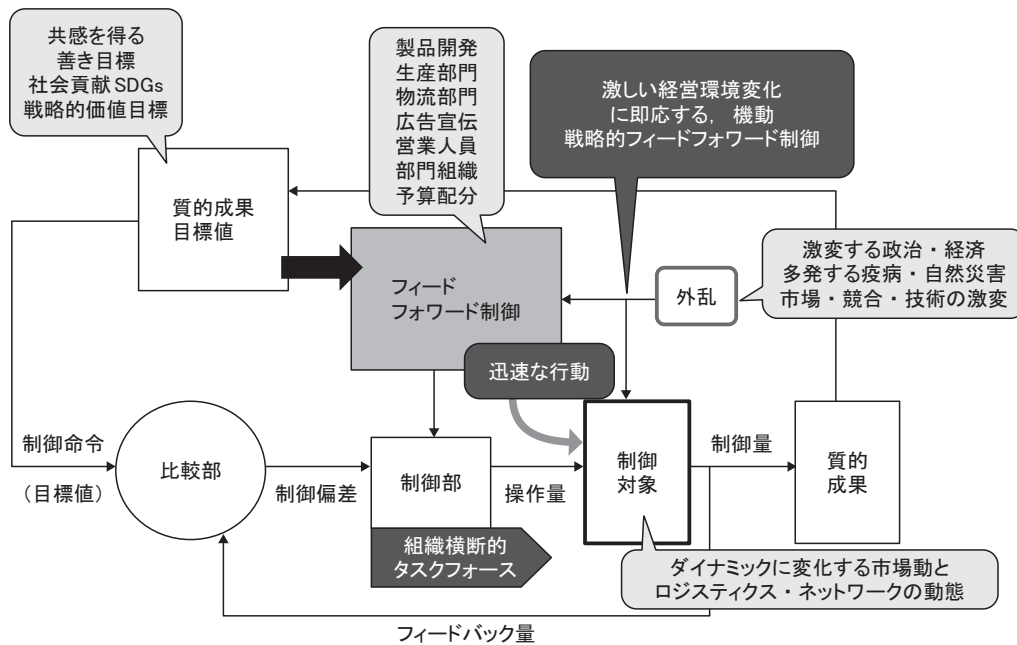 共感を得る
善き目標
社会貢献SDGs
戦略的価値目標
製品開発
生産部門
物流部門
広告宣伝
営業人員
部門組織
予算配分
激しい経営環境変化
に即応する，機動
戦略的フィードフォワード制御
質的成果
目標値
フィード
フォワード制御
外乱
激変する政治・経済
多発する疫病・自然災害
市場・競合・技術の激変
迅速な行動
制御命令
（目標値）
比較部
制御偏差
制御部
操作量
制御
対象
制御量
質的
成果
組織横断的
タスクフォース
ダイナミックに変化する市場動と
ロジスティクス・ネットワークの動態
フィードバック量